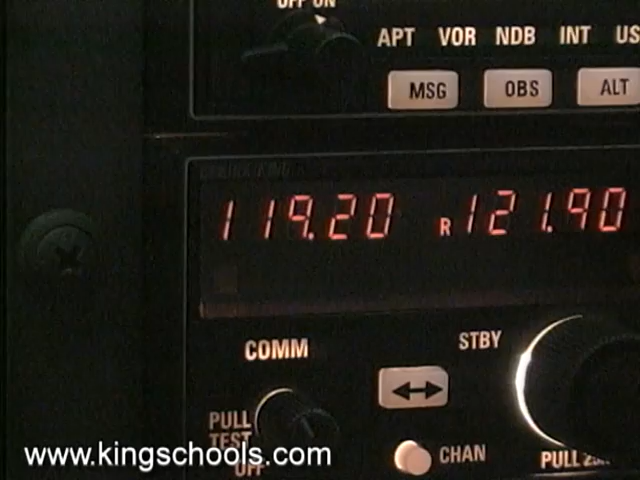 OFF ON
APT VOR NDB INT US
MSG OBS ALT
119.20 R 121.90
COMM STBY
PULL
TEST
OFF
CHAN
PULL 25K
www.kingschools.com